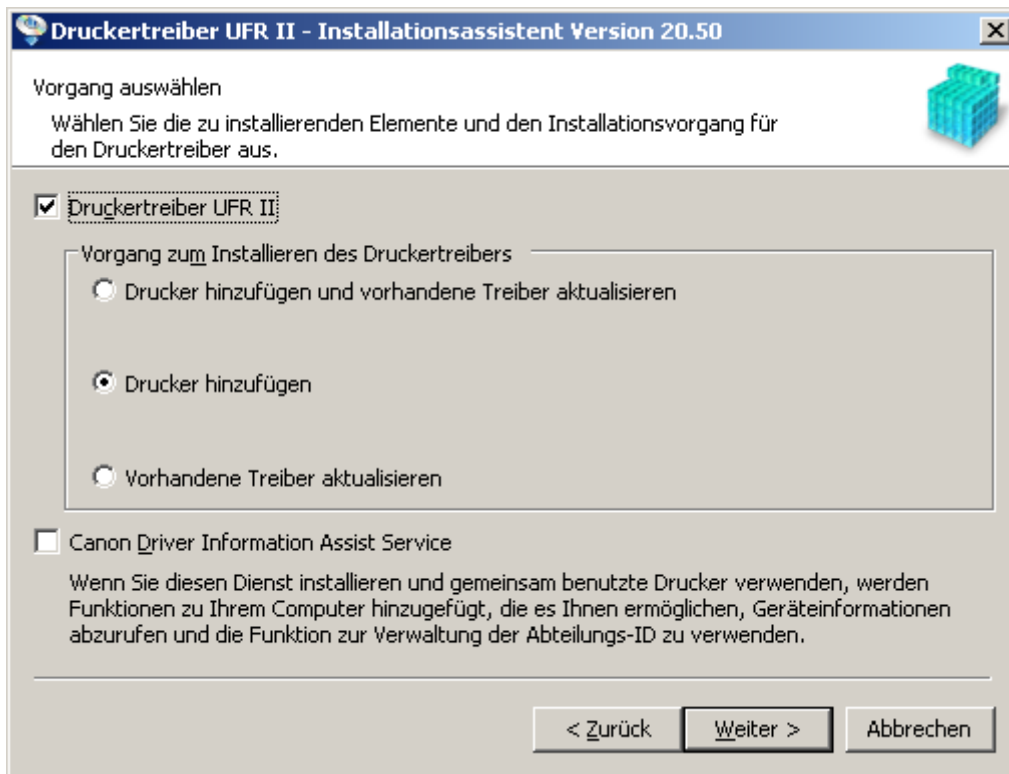 Druckertreiber UFR II - Installationsassistent Version 20.50
Vorgang auswählen
Wählen Sie die zu installierenden Elemente und den Installationsvorgang für
den Druckertreiber aus.
Druckertreiber UFR II
Vorgang zum Installieren des Druckertreibers
Drucker hinzufügen und vorhandene Treiber aktualisieren
Drucker hinzufügen
Vorhandene Treiber aktualisieren
Canon Driver Information Assist Service
Wenn Sie diesen Dienst installieren und gemeinsam benutzte Drucker verwenden, werden
Funktionen zu Ihrem Computer hinzugefügt, die es Ihnen ermöglichen, Geräteinformationen
abzurufen und die Funktion zur Verwaltung der Abteilungs-ID zu verwenden.
< Zurück Weiter > Abbrechen